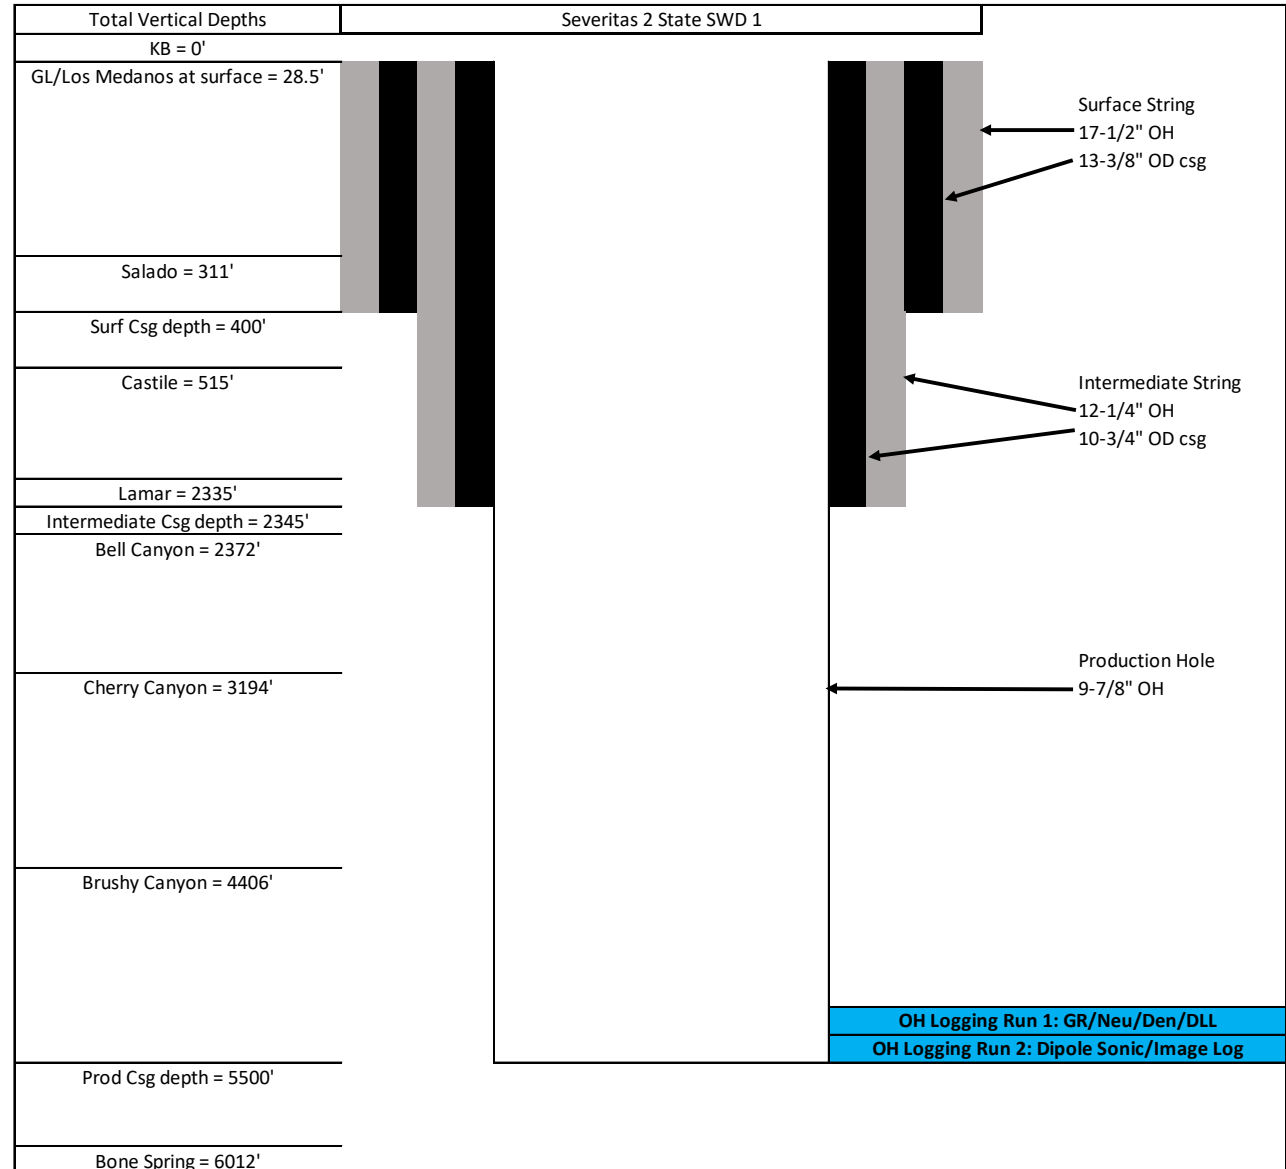 Total Vertical Depths
Severitas 2 State SWD 1
KB = 0'
GL/Los Medanos at surface = 28.5'
Surface String
17-1/2" OH
13-3/8" OD csg
Salado = 311'
Surf Csg depth = 400'
Castile = 515'
Intermediate String
12-1/4" OH
10-3/4" OD csg
Lamar = 2335'
Intermediate Csg depth = 2345'
Bell Canyon = 2372'
Production Hole
9-7/8" OH
Cherry Canyon = 3194'
Brushy Canyon = 4406'
OH Logging Run 1: GR/Neu/Den/DLL
OH Logging Run 2: Dipole Sonic/Image Log
Prod Csg depth = 5500'
Bone Spring = 6012'